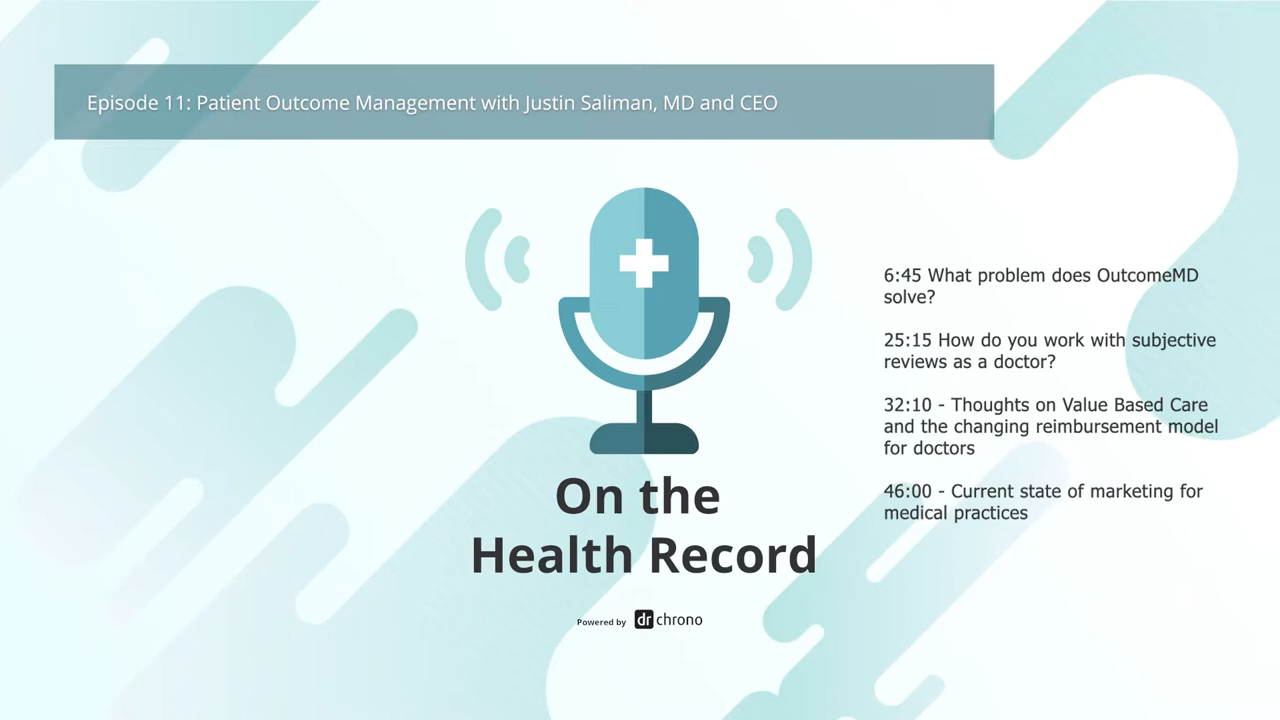 Episode 11: Patient Outcome Management with Justin Saliman, MD and CEO
6:45 What problem does OutcomeMD
solve?
25:15 How do you work with subjective
reviews as a doctor?
32:10 - Thoughts on Value Based Care
and the changing reimbursement model
for doctors
46:00 - Current state of marketing for
medical practices
On the
Health Record
Powered by dr chrono